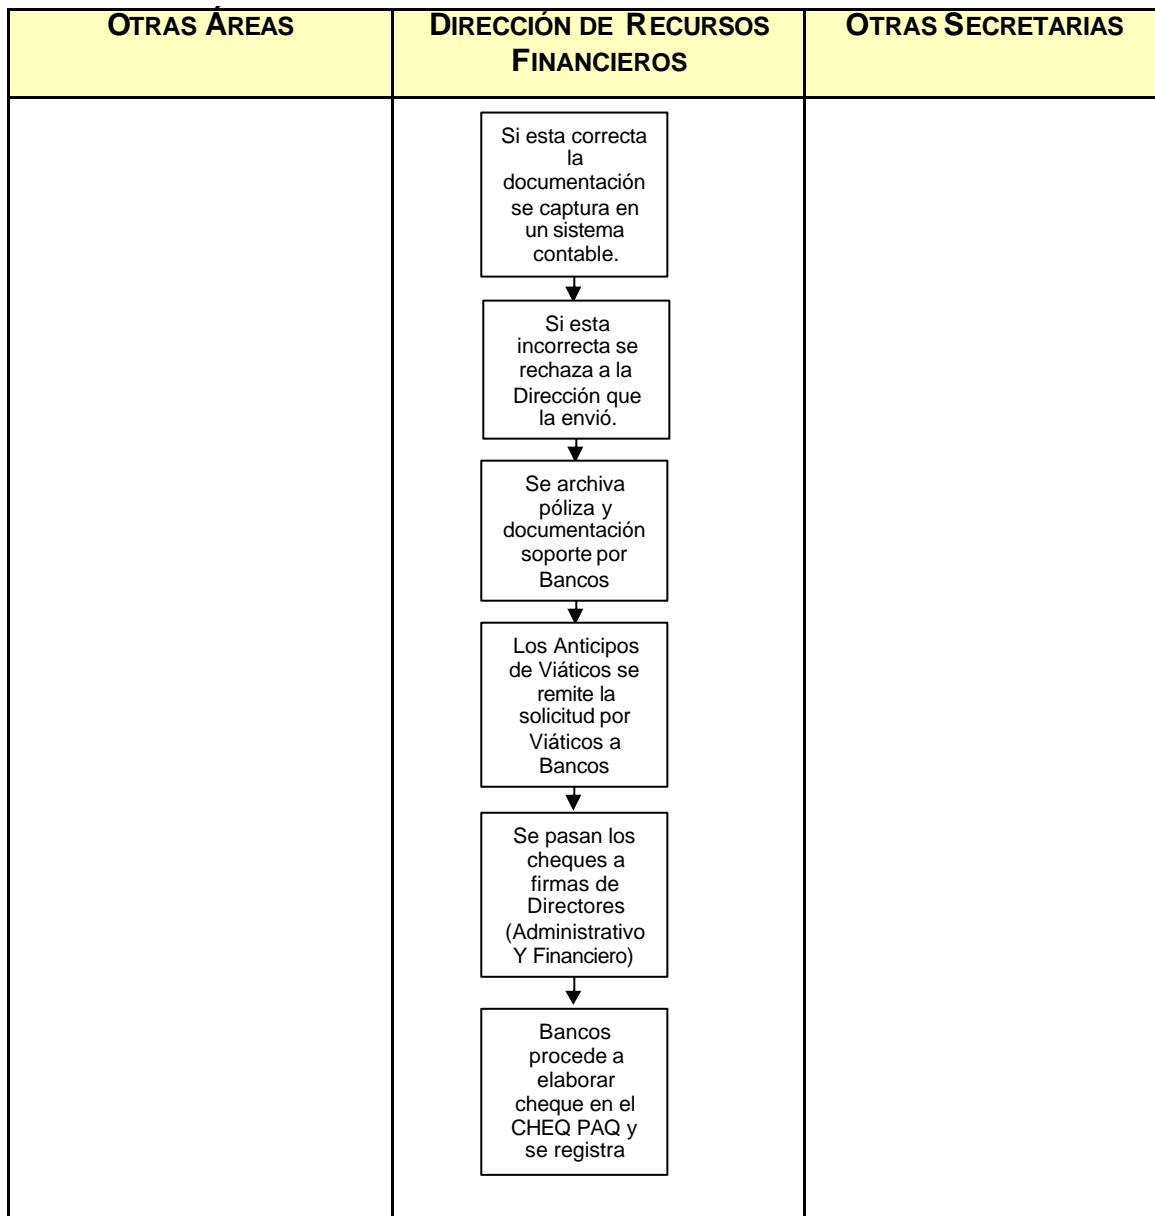 OTRAS ÁREAS
DIRECCIÓN DE RECURSOS
FINANCIEROS
OTRAS SECRETARIAS
Si esta correcta
la
documentación
se captura en
un sistema
contable.
Si esta
incorrecta se
rechaza a la
Dirección que
la envió.
Se archiva
póliza y
documentación
soporte por
Bancos
Los Anticipos
de Viáticos se
remite la
solicitud por
Viáticos a
Bancos
Se pasan los
cheques a
firmas de
Directores
(Administrativo
Y Financiero)
Bancos
procede a
elaborar
cheque en el
CHEQ PAQ y
se registra